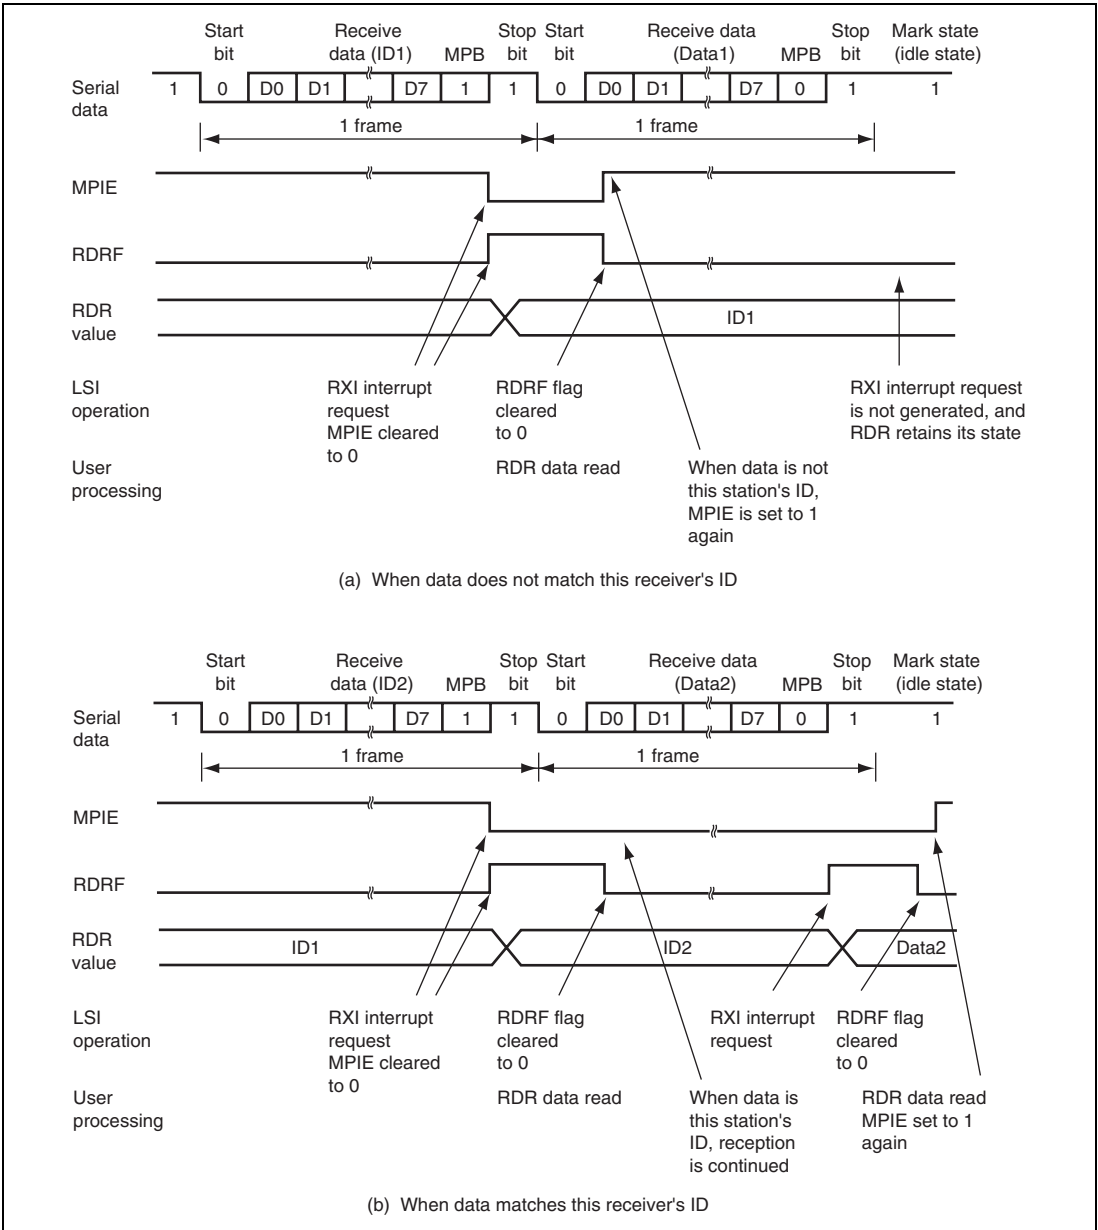 Start Receive Stop Start Receive data Stop Mark state
bit data (ID1) MPB bit bit (Data1) MPB bit (idle state)
Serial data 1 0 D0 D1 D7 1 1 0 D0 D1 D7 0 1 1
1 frame 1 frame
MPIE
RDRF
RDR value ID1
LSI operation
RXI interrupt
request
MPIE cleared
to 0
RDRF flag
cleared
to 0
RXI interrupt request
is not generated, and
RDR retains its state
User processing
RDR data read
When data is not
this station's ID,
MPIE is set to 1
again
(a) When data does not match this receiver's ID
Start Receive Stop Start Receive data Stop Mark state
bit data (ID2) MPB bit bit (Data2) MPB bit (idle state)
Serial data 1 0 D0 D1 D7 1 1 0 D0 D1 D7 0 1 1
1 frame 1 frame
MPIE
RDRF
RDR value ID1 ID2 Data2
LSI operation
RXI interrupt
request
MPIE cleared
to 0
RDRF flag
cleared
to 0
RXI interrupt
request
RDRF flag
cleared
to 0
User processing
RDR data read
When data is
this station's
ID, reception
is continued
RDR data read
MPIE set to 1
again
(b) When data matches this receiver's ID